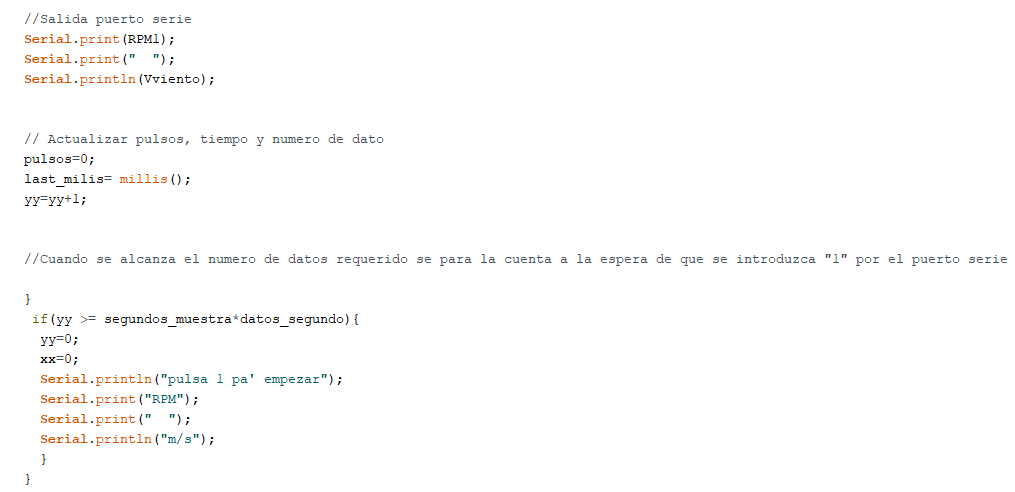 //Salida puerto serie
Serial.print(RPM1);
Serial.print("  ");
Serial.println(Vviento);
// Actualizar pulsos, tiempo y numero de dato
pulsos=0;
last_milis= millis();
yy=yy+1;
//Cuando se alcanza el numero de datos requerido se para la cuenta a la espera de que se introduzca "1" por el puerto serie
}
if(yy >= segundos_muestra*datos_segundo){
yy=0;
xx=0;
Serial.println("pulsa 1 pa' empezar");
Serial.print("RPM");
Serial.print("  ");
Serial.println("m/s");
}
}